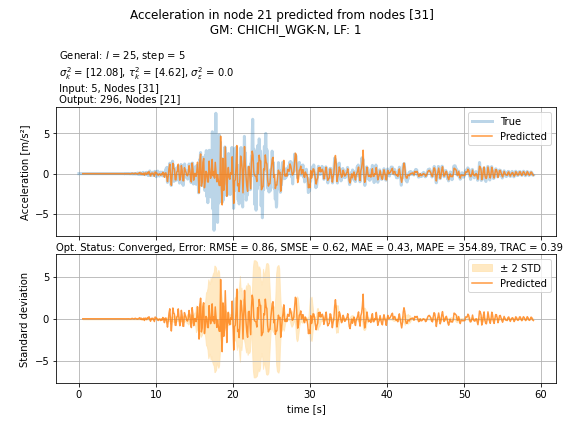 Acceleration in node 21 predicted from nodes [31]
GM: CHICHI_WGK-N, LF: 1
General: l = 25, step = 5
σ²ₖ = [12.08], τ²ₖ = [4.62], σ²ε = 0.0
Input: 5, Nodes [31]
Output: 296, Nodes [21]
Acceleration [m/s²]
5
0
−5
True
Predicted
Opt. Status: Converged, Error: RMSE = 0.86, SMSE = 0.62, MAE = 0.43, MAPE = 354.89, TRAC = 0.39
Standard deviation
5
0
−5
± 2 STD
Predicted
0 10 20 30 40 50 60
time [s]